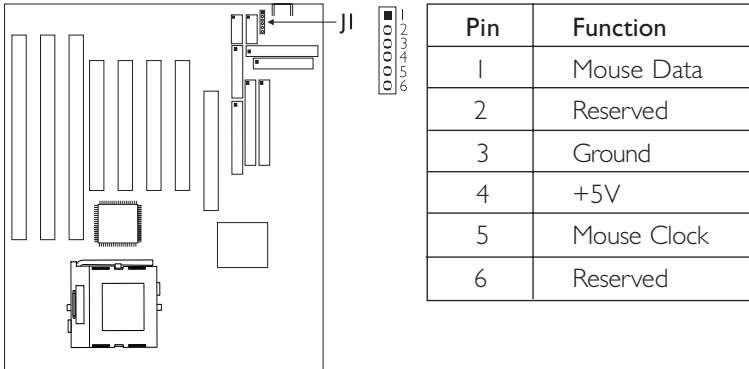 J1
1
2
3
4
5
6
Pin Function
1 Mouse Data
2 Reserved
3 Ground
4 +5V
5 Mouse Clock
6 Reserved